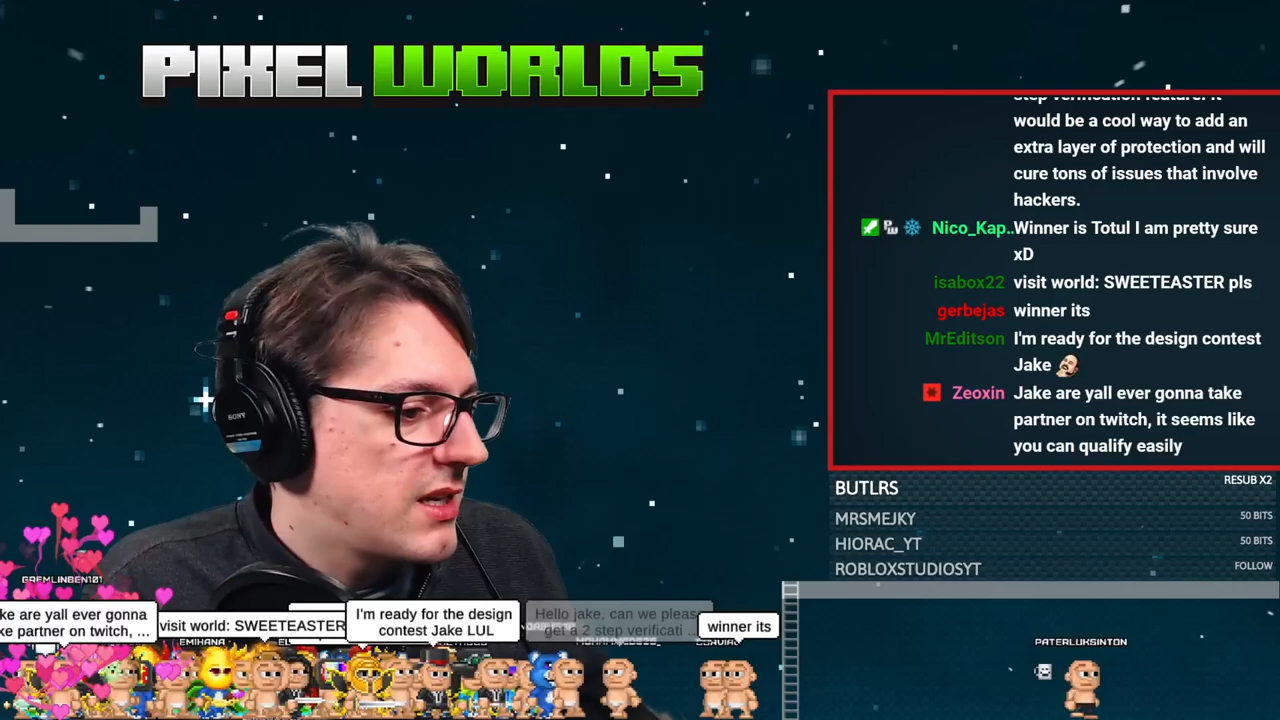 PIXEL WORLDS
step verification feature. It
would be a cool way to add an
extra layer of protection and will
cure tons of issues that involve
hackers.
Nico_Kap.. Winner is Totul I am pretty sure
xD
isabox22 visit world: SWEETEASTER pls
gerbejas winner its
MrEditson I'm ready for the design contest
Jake
Zeoxin Jake are yall ever gonna take
partner on twitch, it seems like
you can qualify easily
BUTLRS RESUB X2
MRSMEJKY 50 BITS
HIORAC_YT 50 BITS
ROBLOXSTUDIOSYT FOLLOW
SONY
GREMLINBEN101
ke are yall ever gonna
ke partner on twitch, ...
visit world: SWEETEASTER
I'm ready for the design
contest Jake LUL
Hello jake, can we pleas
get a 2 step verificati ...
winner its
EMIHANA
PATERLUKSINTON